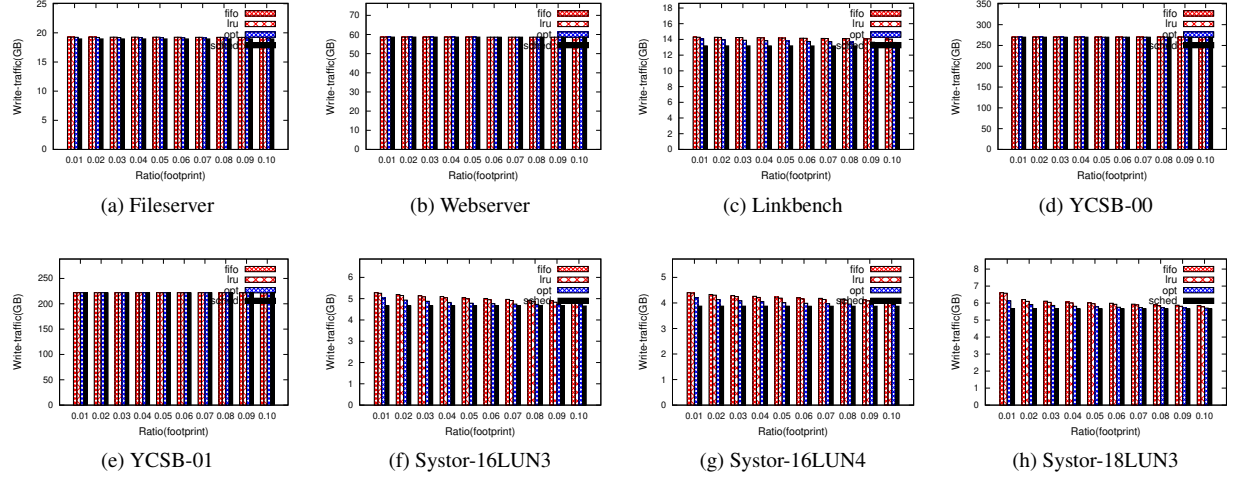 25
20
15
10
5
0
Write-traffic(GB)
fifo
lru
opt
sched
0.01 0.02 0.03 0.04 0.05 0.06 0.07 0.08 0.09 0.10
Ratio(footprint)
(a) Fileserver
70
60
50
40
30
20
10
0
Write-traffic(GB)
fifo
lru
opt
sched
0.01 0.02 0.03 0.04 0.05 0.06 0.07 0.08 0.09 0.10
Ratio(footprint)
(b) Webserver
18
16
14
12
10
8
6
4
2
0
Write-traffic(GB)
fifo
lru
opt
sched
0.01 0.02 0.03 0.04 0.05 0.06 0.07 0.08 0.09 0.10
Ratio(footprint)
(c) Linkbench
350
300
250
200
150
100
50
0
Write-traffic(GB)
fifo
lru
opt
sched
0.01 0.02 0.03 0.04 0.05 0.06 0.07 0.08 0.09 0.10
Ratio(footprint)
(d) YCSB-00
250
200
150
100
50
0
Write-traffic(GB)
fifo
lru
opt
sched
0.01 0.02 0.03 0.04 0.05 0.06 0.07 0.08 0.09 0.10
Ratio(footprint)
(e) YCSB-01
6
5
4
3
2
1
0
Write-traffic(GB)
fifo
lru
opt
sched
0.01 0.02 0.03 0.04 0.05 0.06 0.07 0.08 0.09 0.10
Ratio(footprint)
(f) Systor-16LUN3
5
4
3
2
1
0
Write-traffic(GB)
fifo
lru
opt
sched
0.01 0.02 0.03 0.04 0.05 0.06 0.07 0.08 0.09 0.10
Ratio(footprint)
(g) Systor-16LUN4
8
7
6
5
4
3
2
1
0
Write-traffic(GB)
fifo
lru
opt
sched
0.01 0.02 0.03 0.04 0.05 0.06 0.07 0.08 0.09 0.10
Ratio(footprint)
(h) Systor-18LUN3